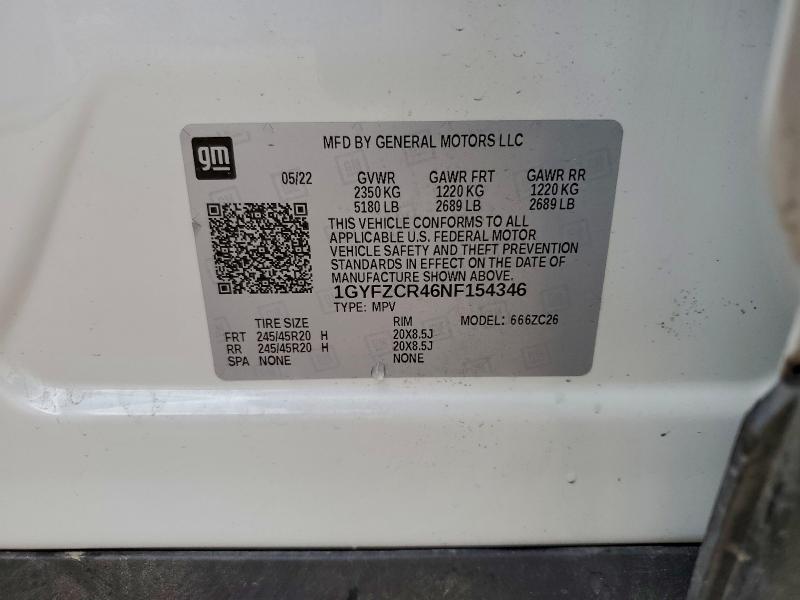 gm
MFD BY GENERAL MOTORS LLC
05/22 GVWR GAWR FRT GAWR RR
2350 KG 1220 KG 1220 KG
5180 LB 2689 LB 2689 LB
THIS VEHICLE CONFORMS TO ALL
APPLICABLE U.S. FEDERAL MOTOR
VEHICLE SAFETY AND THEFT PREVENTION
STANDARDS IN EFFECT ON THE DATE OF
MANUFACTURE SHOWN ABOVE.
1GYFZCR46NF154346
TYPE: MPV
TIRE SIZE RIM MODEL: 666ZC26
FRT 245/45R20 H 20X8.5J
RR 245/45R20 H 20X8.5J
SPA NONE NONE